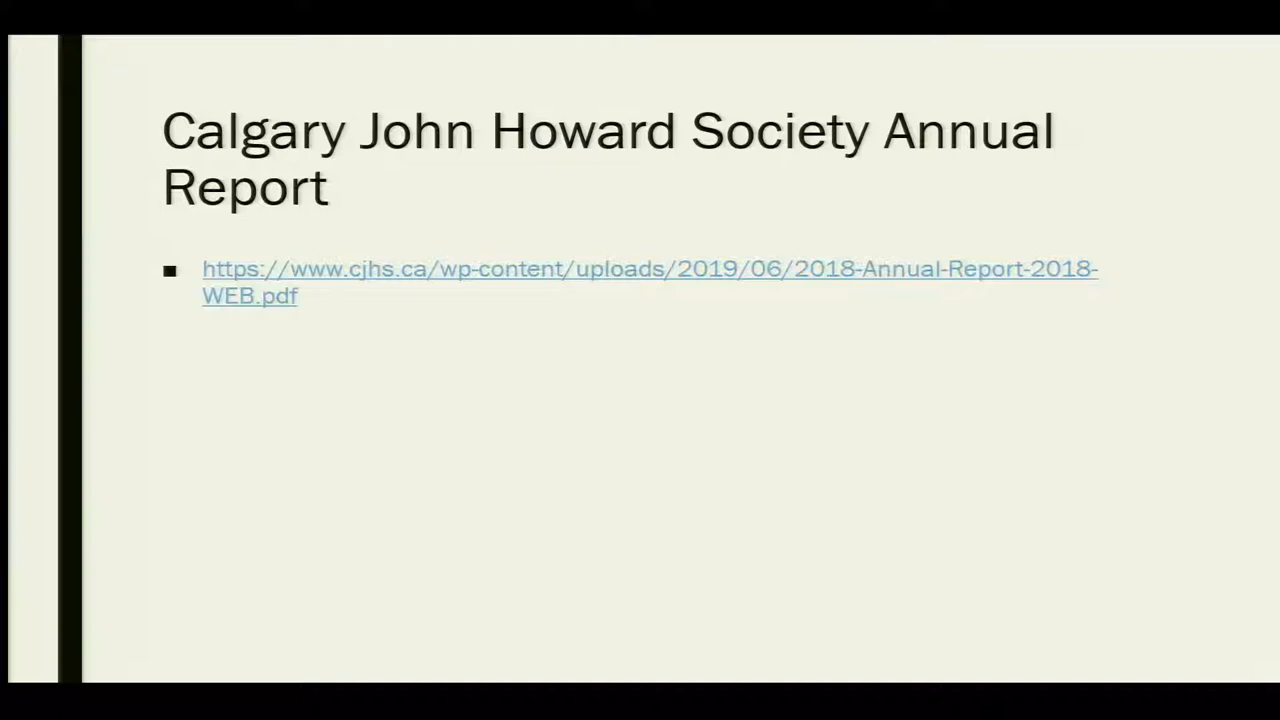 Calgary John Howard Society Annual
Report
■ https://www.cjhs.ca/wp-content/uploads/2019/06/2018-Annual-Report-2018-
WEB.pdf